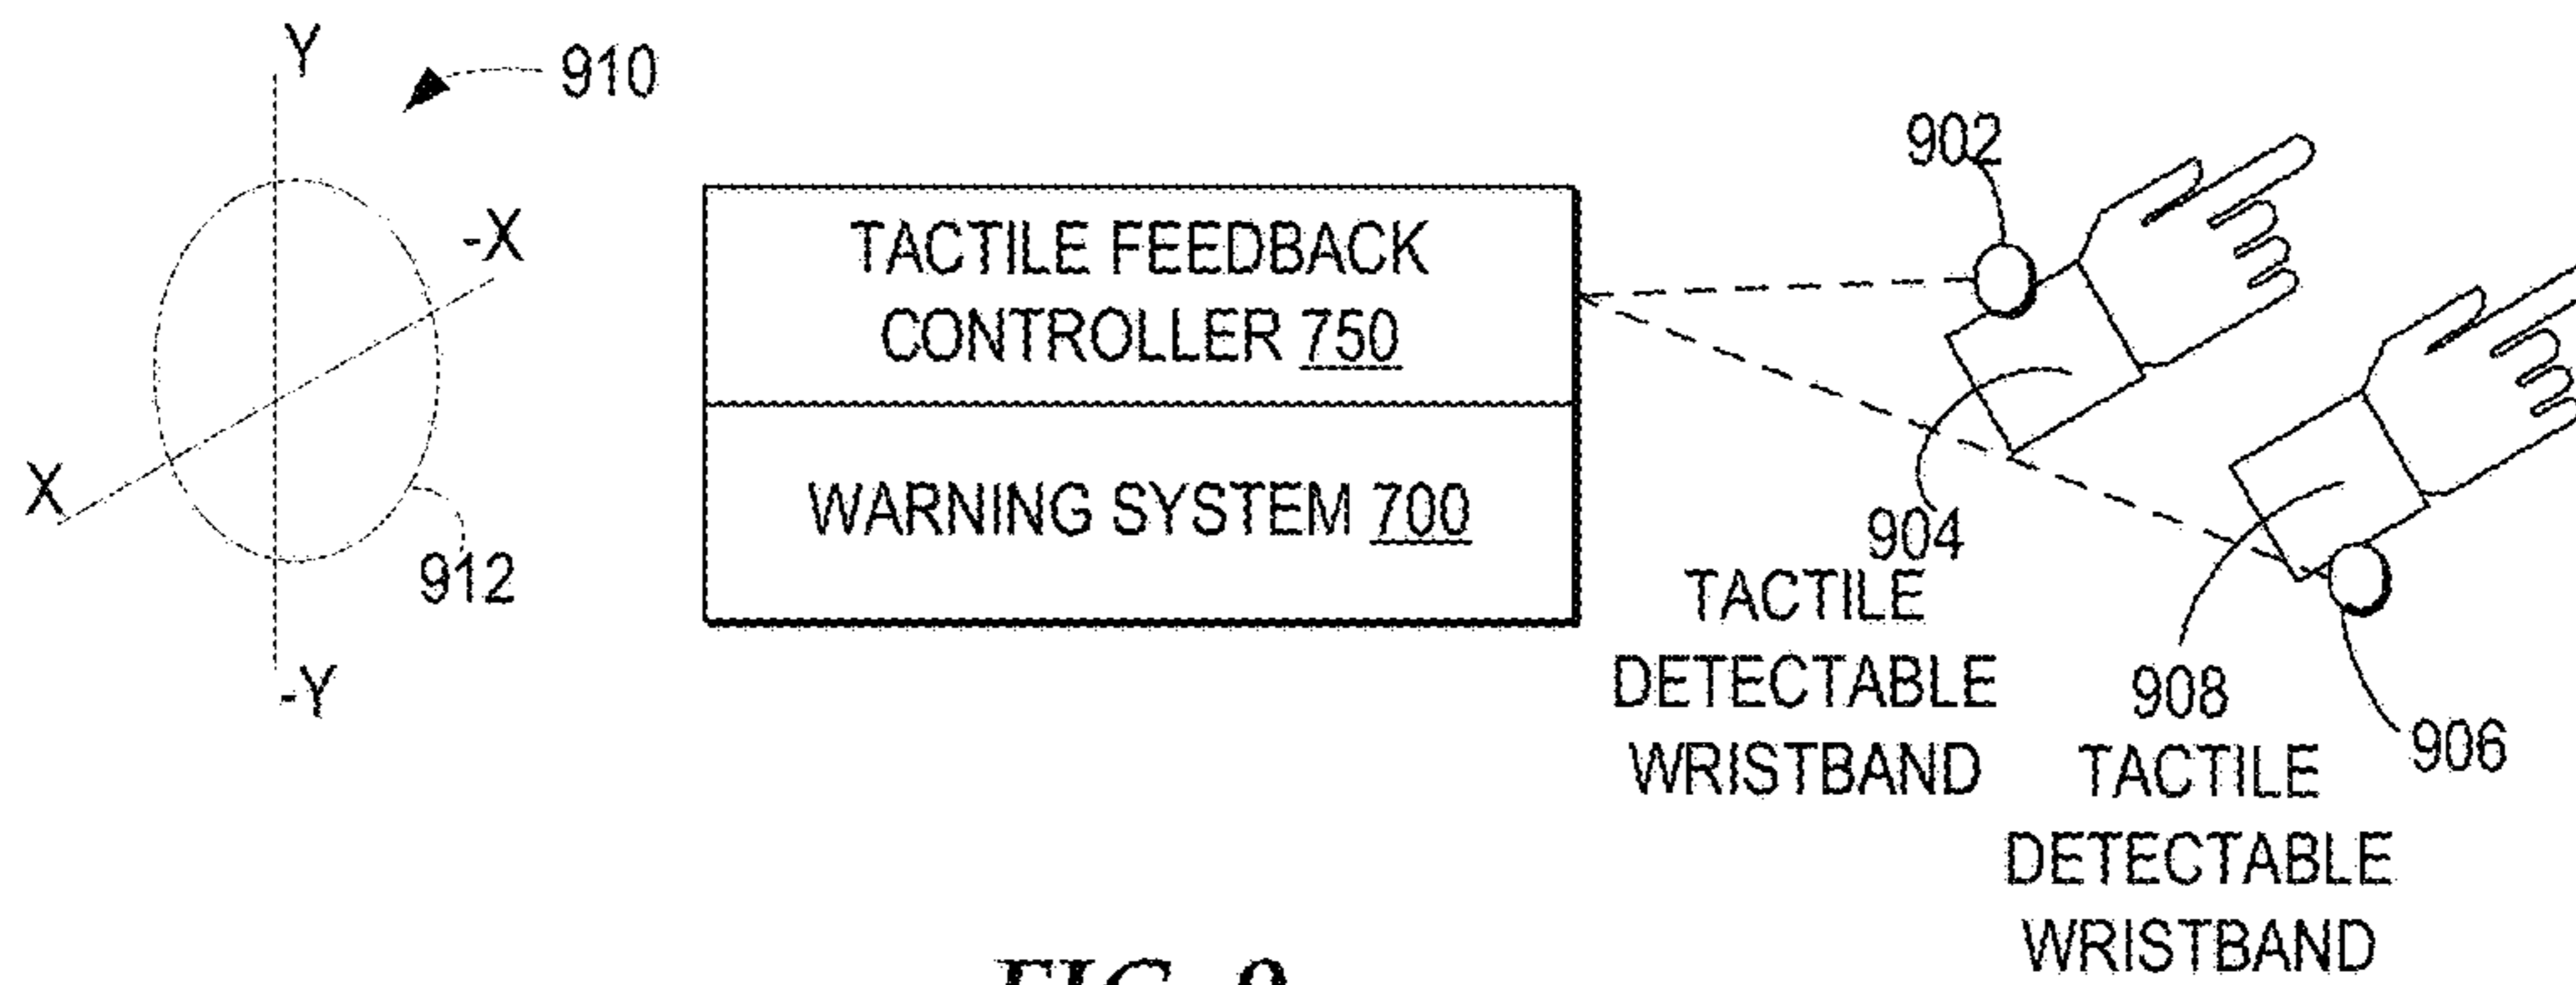 Y
910
-X
X
912
-Y
TACTILE FEEDBACK
CONTROLLER 750
WARNING SYSTEM 700
902
904
TACTILE
DETECTABLE
WRISTBAND
908
TACTILE
DETECTABLE
WRISTBAND
906